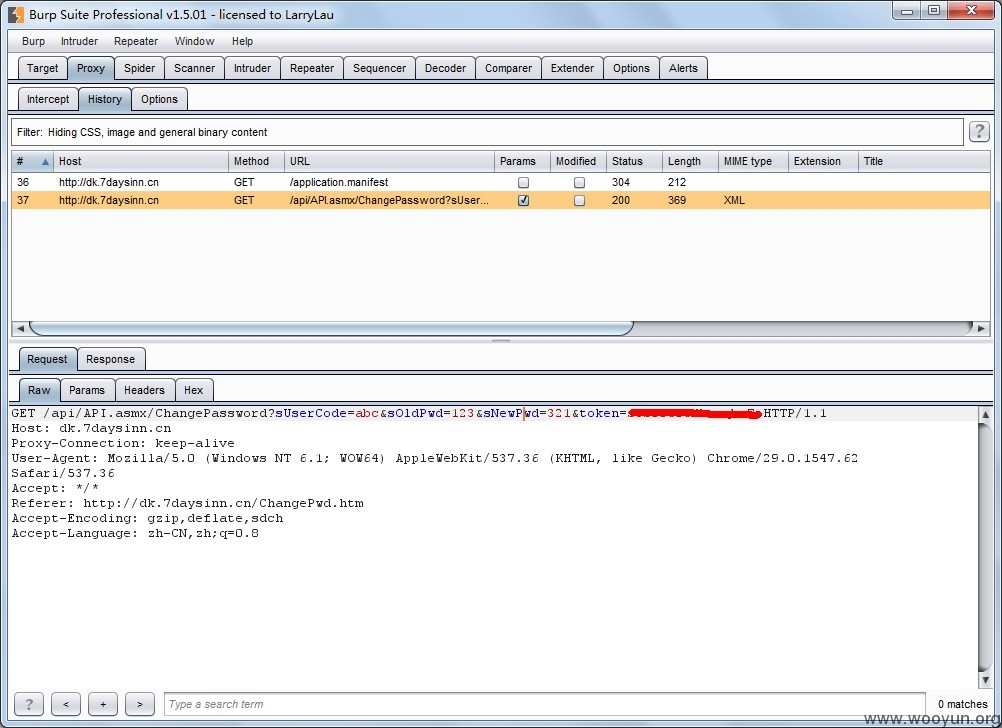 Burp Suite Professional v1.5.01 - licensed to LarryLau
Burp Intruder Repeater Window Help
Target Proxy Spider Scanner Intruder Repeater Sequencer Decoder Comparer Extender Options Alerts
Intercept History Options
Filter: Hiding CSS, image and general binary content ?
# Host Method URL Params Modified Status Length MIME type Extension Title
36 http://dk.7daysinn.cn GET /application.manifest 304 212
37 http://dk.7daysinn.cn GET /api/API.asmx/ChangePassword?sUser... 200 369 XML
Request Response
Raw Params Headers Hex
GET /api/API.asmx/ChangePassword?sUserCode=abc&sOldPwd=123&sNewPwd=321&token= HTTP/1.1
Host: dk.7daysinn.cn
Proxy-Connection: keep-alive
User-Agent: Mozilla/5.0 (Windows NT 6.1; WOW64) AppleWebKit/537.36 (KHTML, like Gecko) Chrome/29.0.1547.62
Safari/537.36
Accept: */*
Referer: http://dk.7daysinn.cn/ChangePwd.htm
Accept-Encoding: gzip,deflate,sdch
Accept-Language: zh-CN,zh;q=0.8
? < + > Type a search term 0 matches
www.wooyun.org